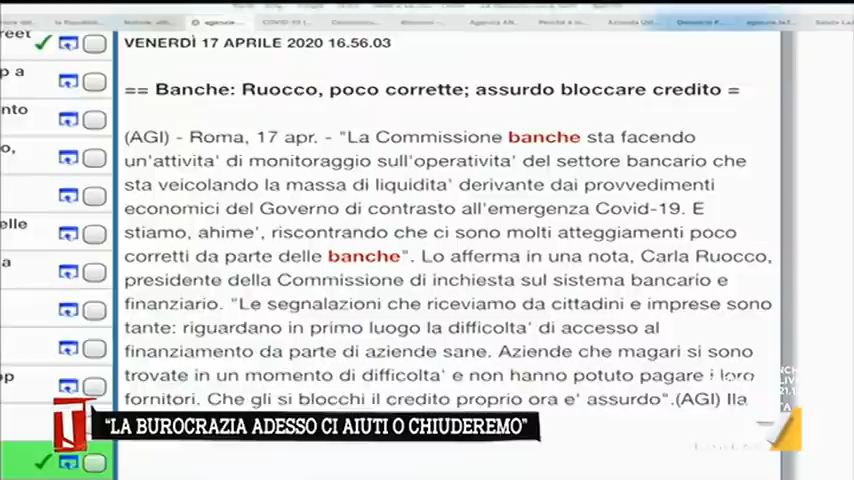 VENERDÌ 17 APRILE 2020 16.56.03
== Banche: Ruocco, poco corrette; assurdo bloccare credito =
(AGI) - Roma, 17 apr. - "La Commissione banche sta facendo
un'attivita' di monitoraggio sull'operativita' del settore bancario che
sta veicolando la massa di liquidita' derivante dai provvedimenti
economici del Governo di contrasto all'emergenza Covid-19. E
stiamo, ahime', riscontrando che ci sono molti atteggiamenti poco
corretti da parte delle banche". Lo afferma in una nota, Carla Ruocco,
presidente della Commissione di inchiesta sul sistema bancario e
finanziario. "Le segnalazioni che riceviamo da cittadini e imprese sono
tante: riguardano in primo luogo la difficolta' di accesso al
finanziamento da parte di aziende sane. Aziende che magari si sono
trovate in un momento di difficolta' e non hanno potuto pagare i loro
fornitori. Che gli si blocchi il credito proprio ora e' assurdo".(AGI) Ila
"LA BUROCRAZIA ADESSO CI AIUTI O CHIUDEREMO"